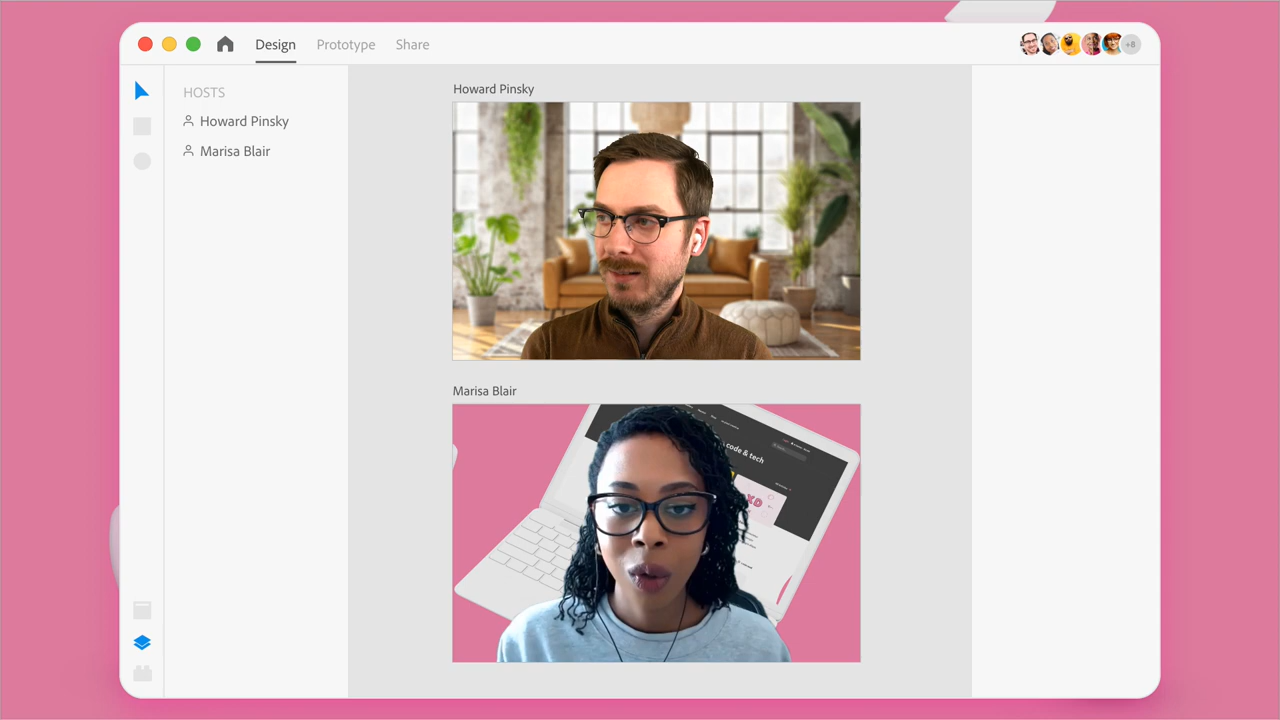 Design Prototype Share
+8
HOSTS
Howard Pinsky
Marisa Blair
Howard Pinsky
Marisa Blair
code & tech